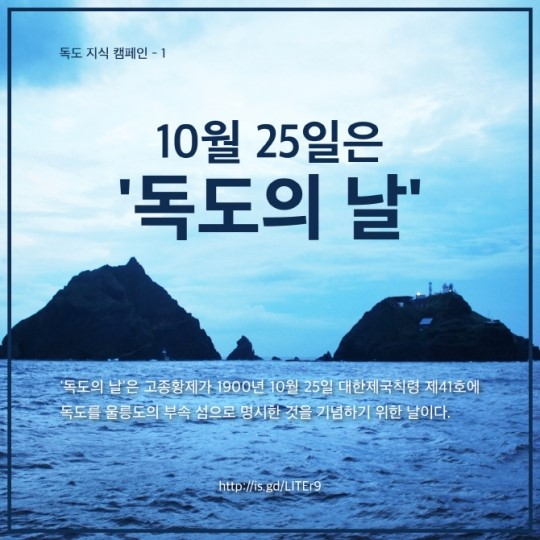 독도 지식 캠페인 - 1
10월 25일은
'독도의 날'
'독도의 날'은 고종황제가 1900년 10월 25일 대한제국칙령 제41호에
독도를 울릉도의 부속 섬으로 명시한 것을 기념하기 위한 날이다.
http://is.gd/LITEr9